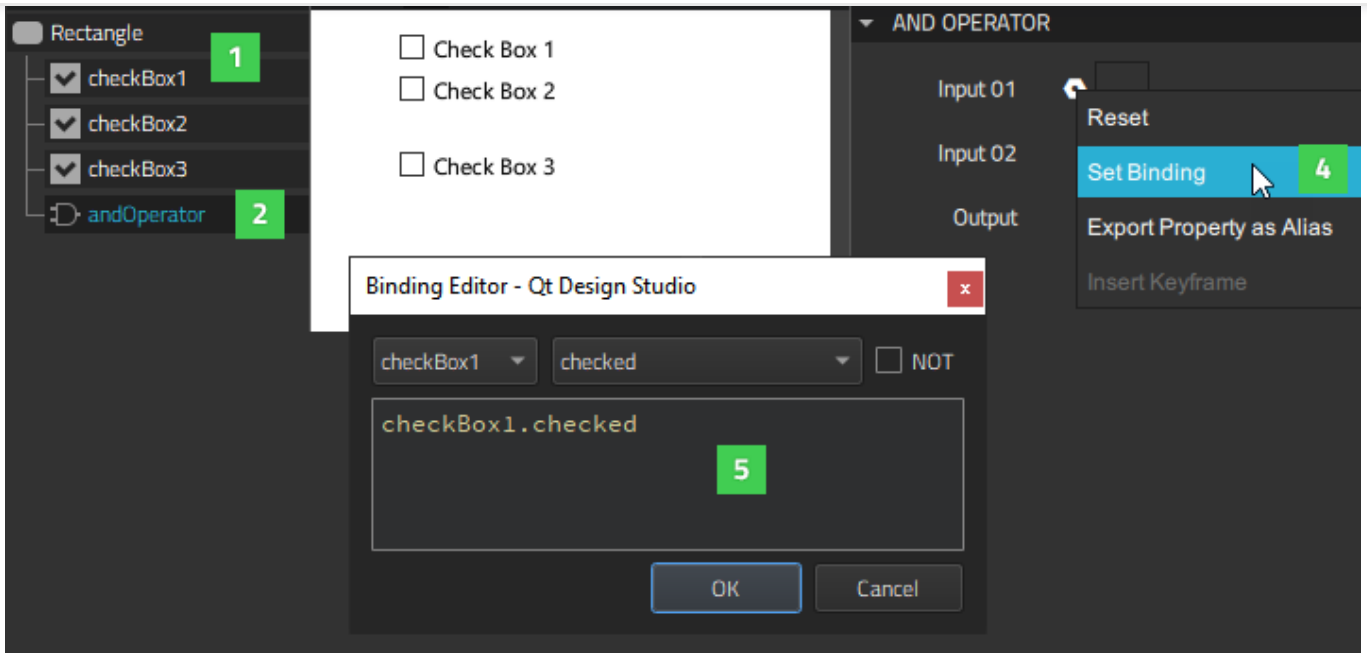 Rectangle
1
checkBox1
checkBox2
checkBox3
andOperator
2
Check Box 1
Check Box 2
Check Box 3
AND OPERATOR
Input 01
Input 02
Output
Reset
Set Binding
4
Export Property as Alias
Insert Keyframe
Binding Editor - Qt Design Studio
x
checkBox1 checked NOT
checkBox1.checked
5
OK Cancel